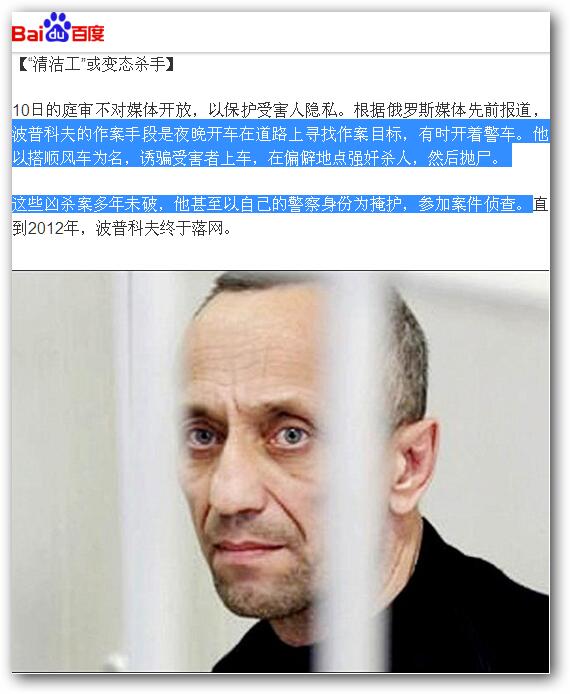 Bai du 百度
【“清洁工”或变态杀手】
10日的庭审不对媒体开放，以保护受害人隐私。根据俄罗斯媒体先前报道，
波普科夫的作案手段是夜晚开车在道路上寻找作案目标，有时开着警车。他
以搭顺风车为名，诱骗受害者上车，在偏僻地点强奸杀人，然后抛尸。
这些凶杀案多年未破，他甚至以自己的警察身份为掩护，参加案件侦查。直
到2012年，波普科夫终于落网。